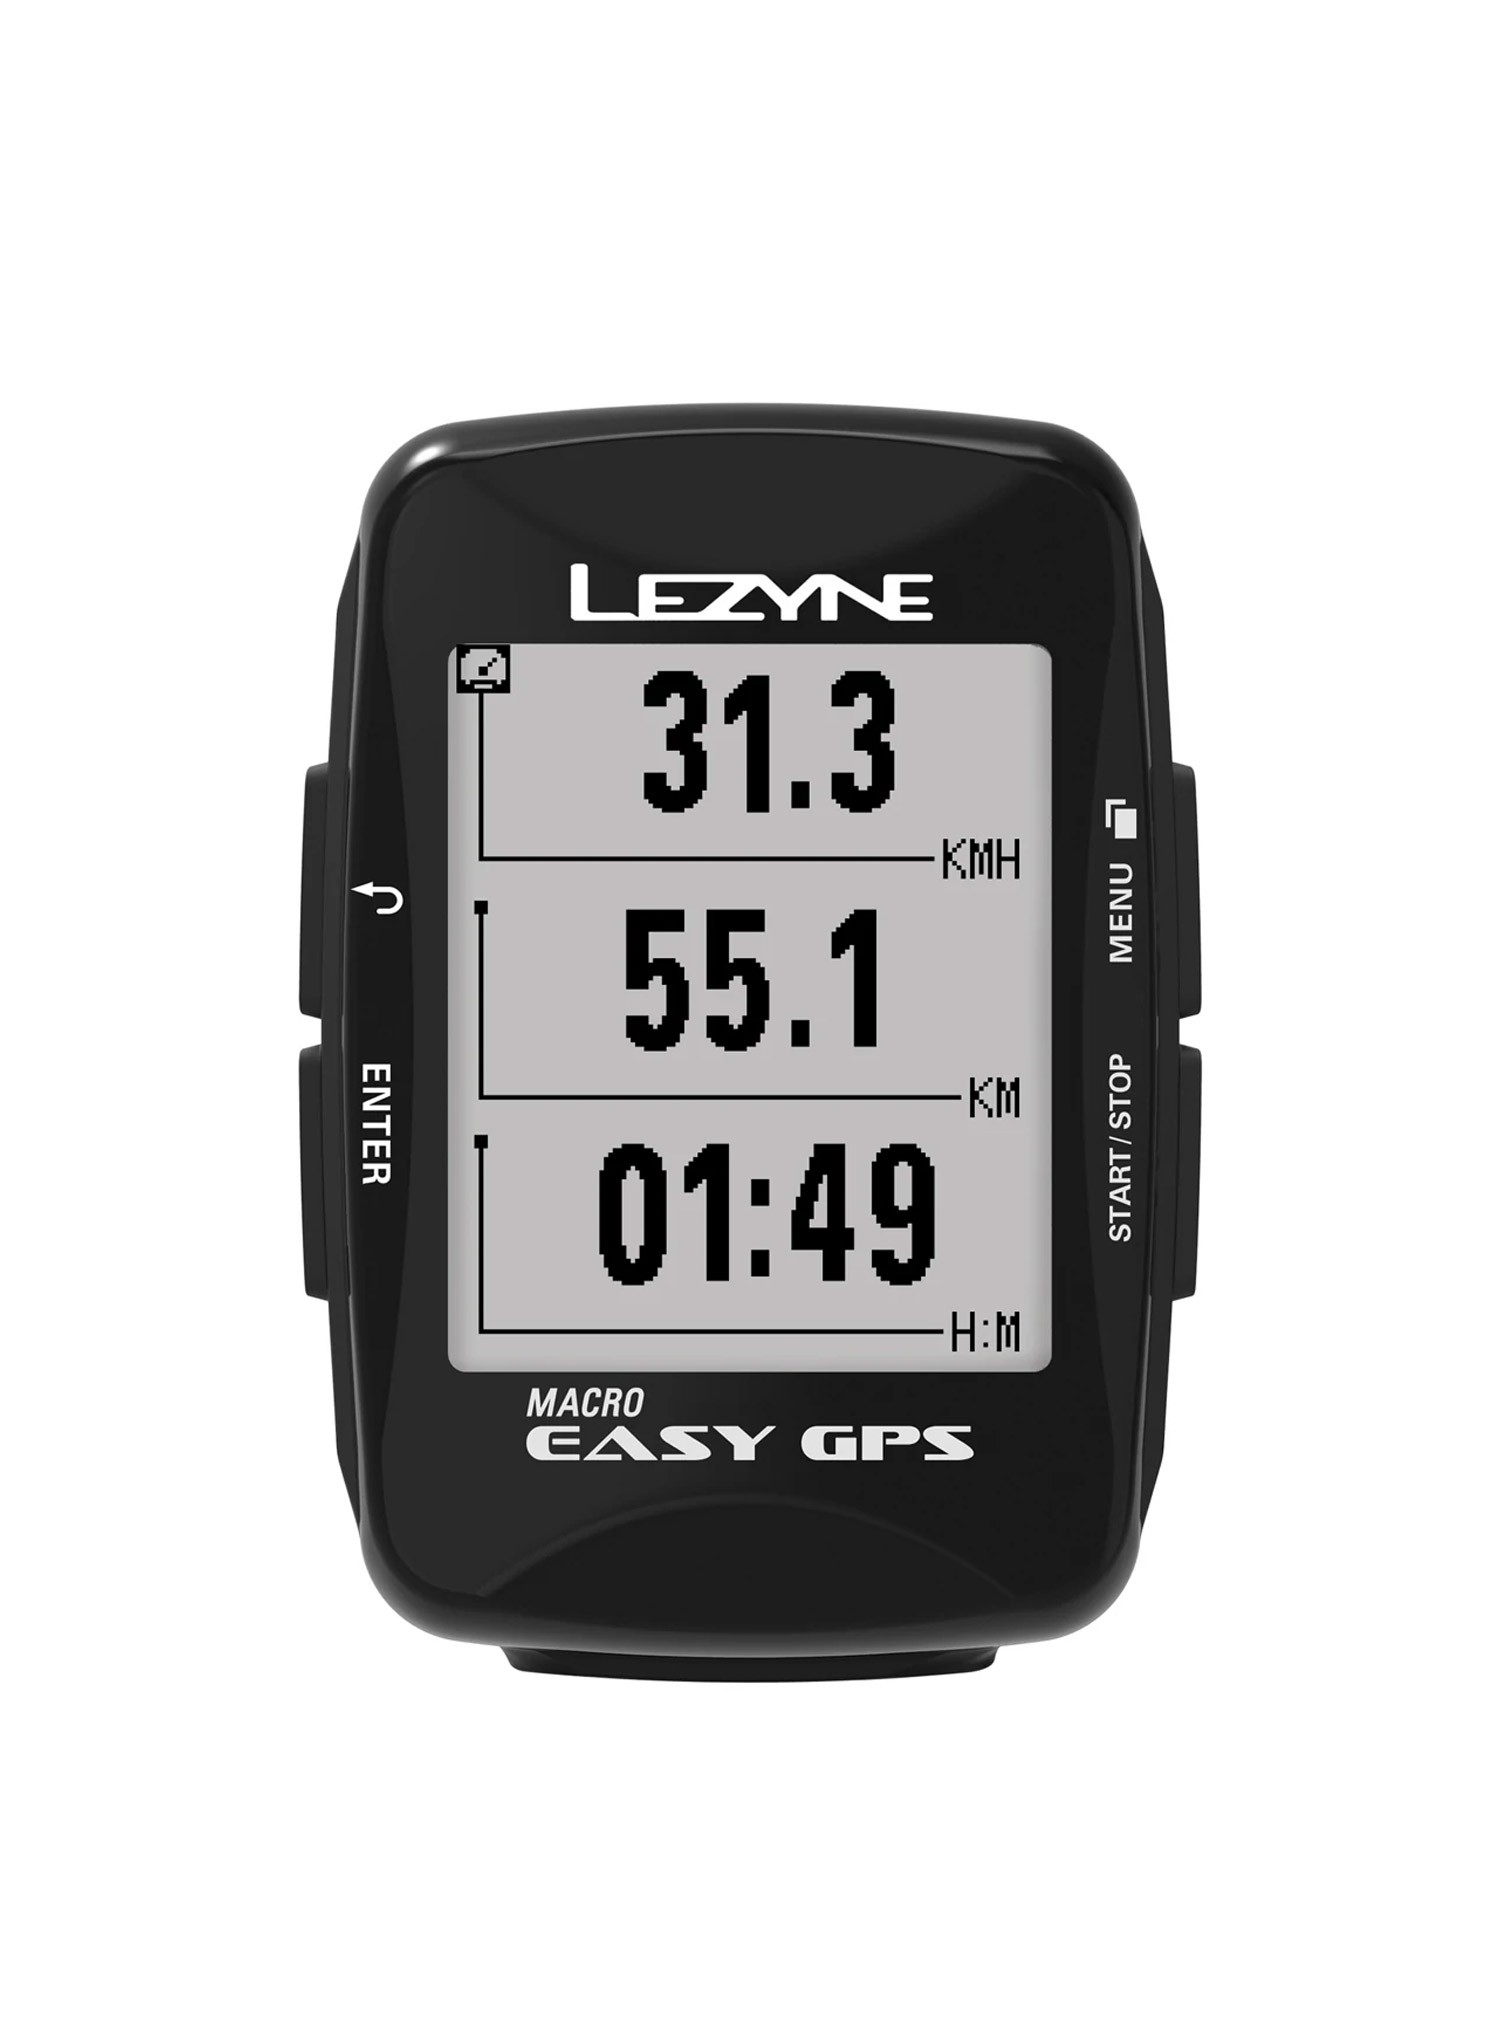 LEZYNE
31.3
KMH
55.1
KM
01:49
H:M
ENTER
MENU
START/STOP
MACRO
EASY GPS